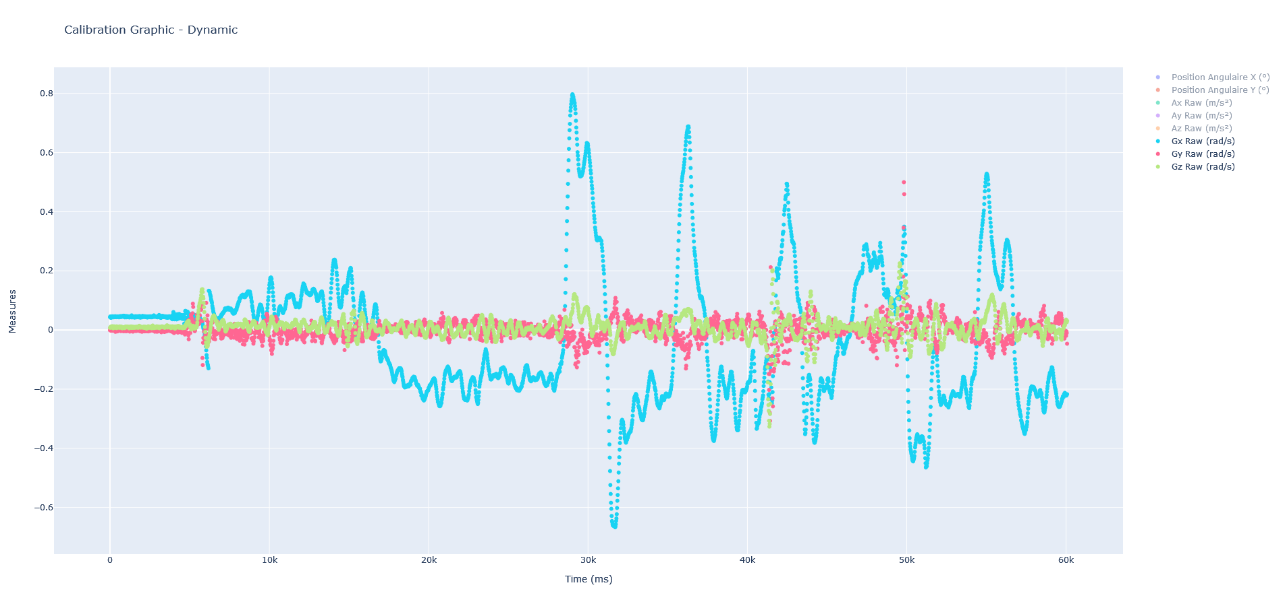 Calibration Graphic - Dynamic
Position Angulaire X (°)
Position Angulaire Y (°)
Ax Raw (m/s²)
Ay Raw (m/s²)
Az Raw (m/s²)
Gx Raw (rad/s)
Gy Raw (rad/s)
Gz Raw (rad/s)
Measures
0.8
0.6
0.4
0.2
0
−0.2
−0.4
−0.6
0 10k 20k 30k 40k 50k 60k
Time (ms)